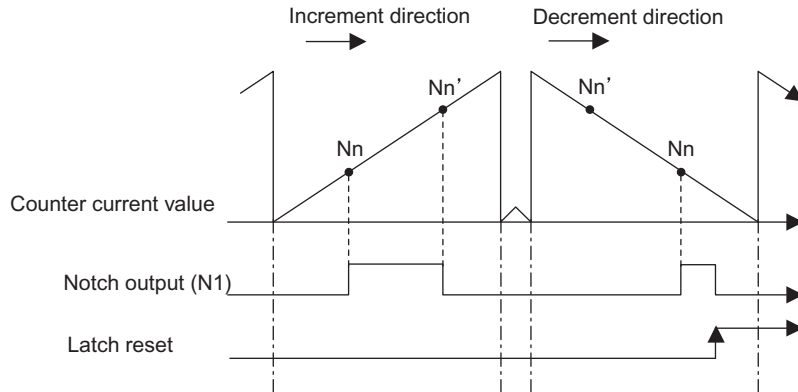 Increment direction
Decrement direction
Nn’
Nn’
Nn
Nn
Counter current value
Notch output (N1)
Latch reset